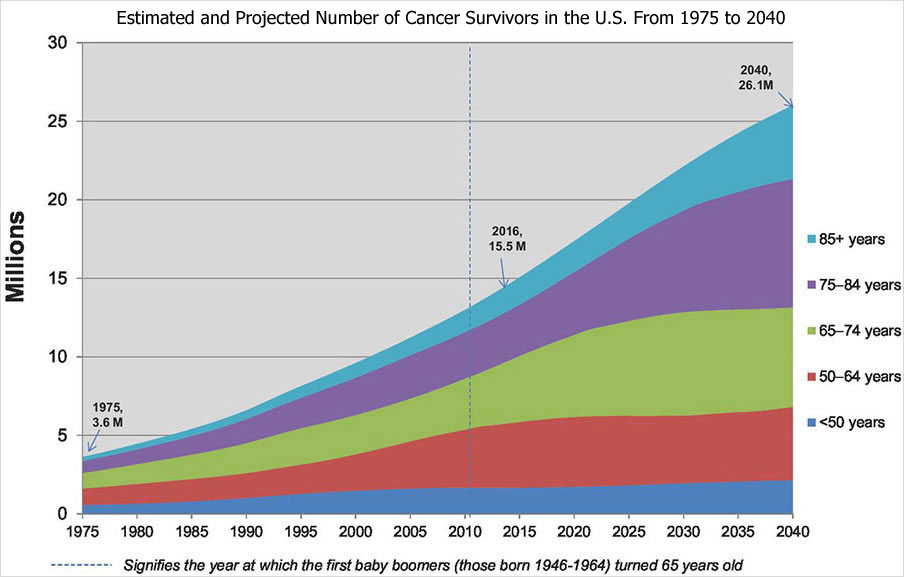 Estimated and Projected Number of Cancer Survivors in the U.S. From 1975 to 2040
30
25
20
15
10
5
0
Millions
1975,
3.6 M
2016,
15.5 M
2040,
26.1M
85+ years
75–84 years
65–74 years
50–64 years
<50 years
1975 1980 1985 1990 1995 2000 2005 2010 2015 2020 2025 2030 2035 2040
Signifies the year at which the first baby boomers (those born 1946-1964) turned 65 years old